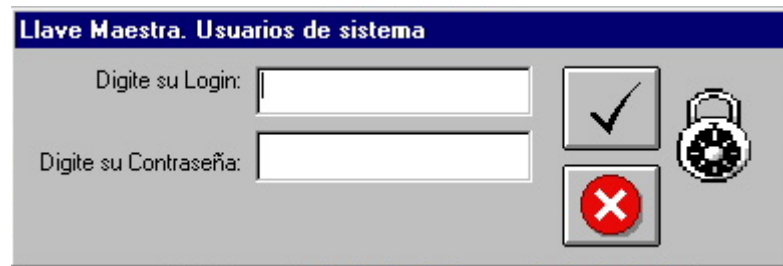 Llave Maestra. Usuarios de sistema
Digite su Login:
Digite su Contraseña: